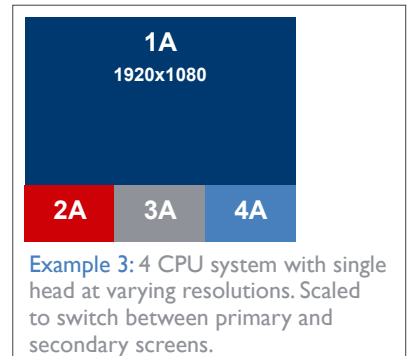 1A
1920x1080
2A 3A 4A
Example 3: 4 CPU system with single
head at varying resolutions. Scaled
to switch between primary and
secondary screens.